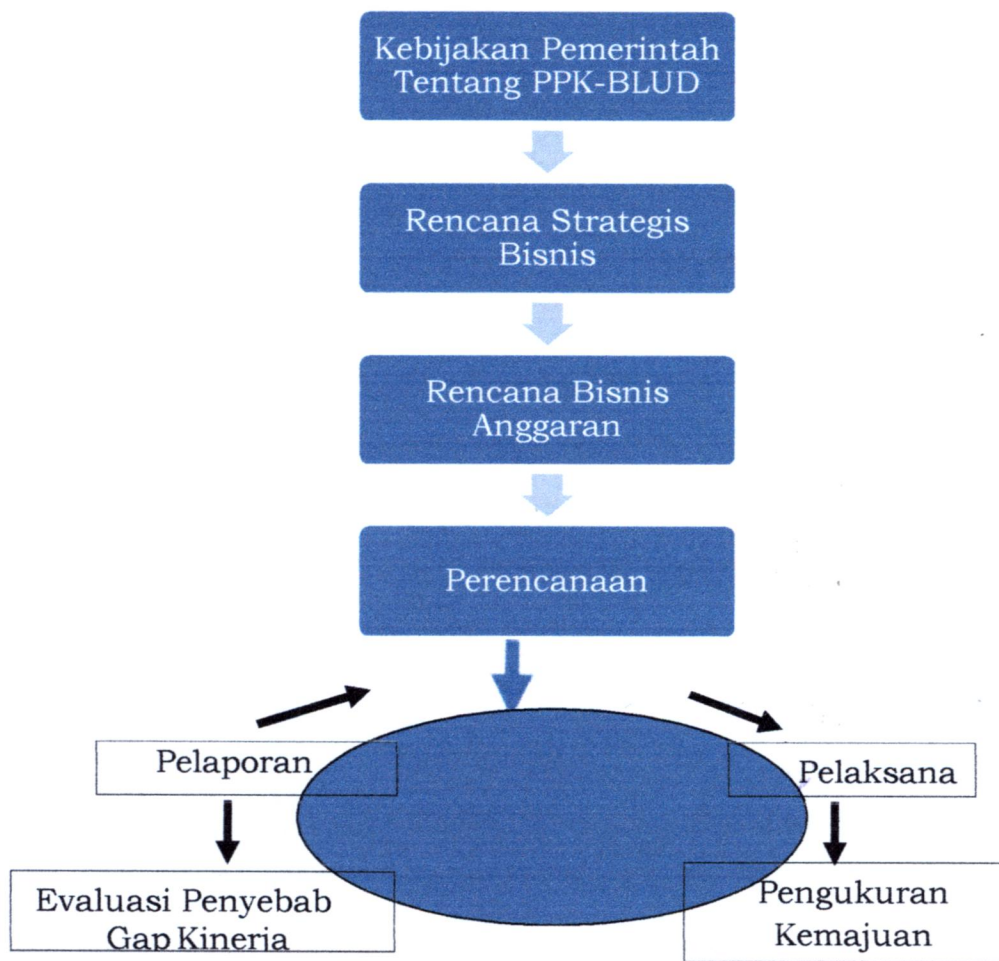 Kebijakan Pemerintah
Tentang PPK-BLUD
Rencana Strategis
Bisnis
Rencana Bisnis
Anggaran
Perencanaan
Pelaporan
Pelaksana
Evaluasi Penyebab
Gap Kinerja
Pengukuran
Kemajuan